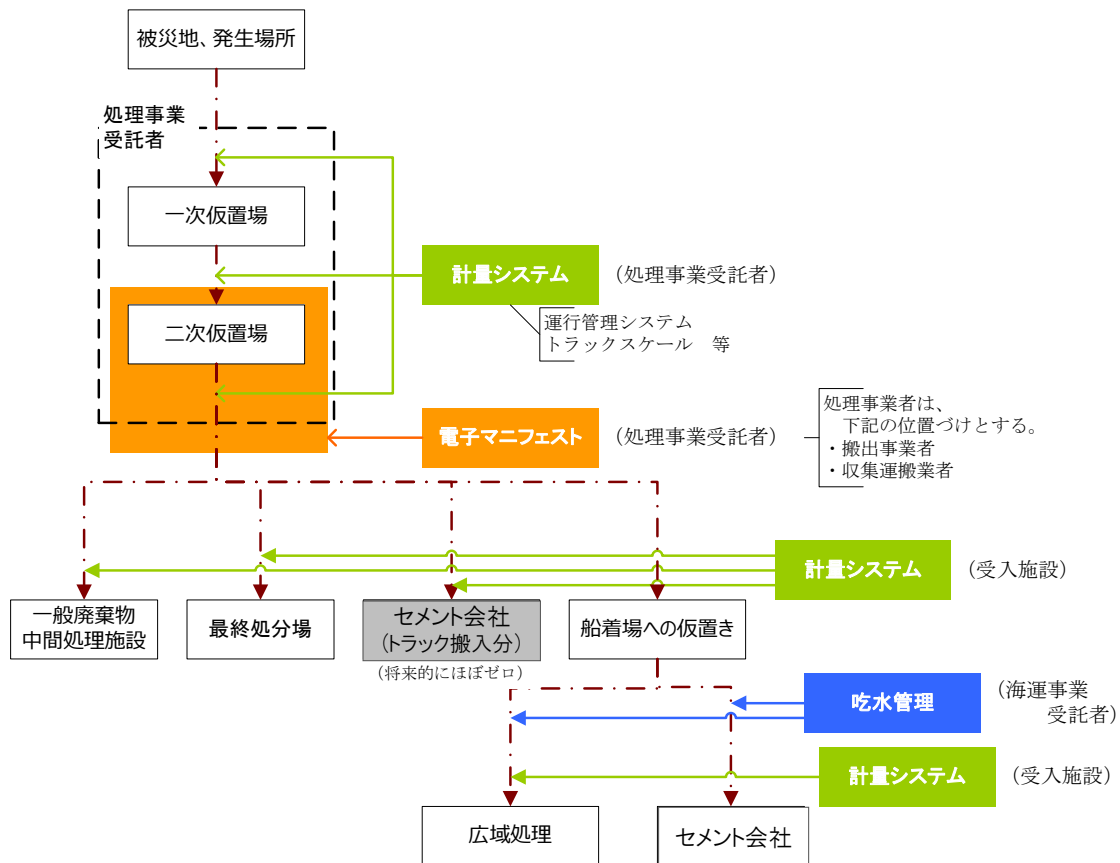 被災地、発生場所
処理事業
受託者
一次仮置場
計量システム
(処理事業受託者)
運行管理システム
トラックスケール 等
二次仮置場
処理事業者は、
下記の位置づけとする。
・搬出事業者
・収集運搬業者
電子マニフェスト
(処理事業受託者)
計量システム
(受入施設)
一般廃棄物
中間処理施設
最終処分場
セメント会社
(トラック搬入分)
(将来的にほぼゼロ)
船着場への仮置き
吃水管理
(海運事業
受託者)
計量システム
(受入施設)
広域処理
セメント会社